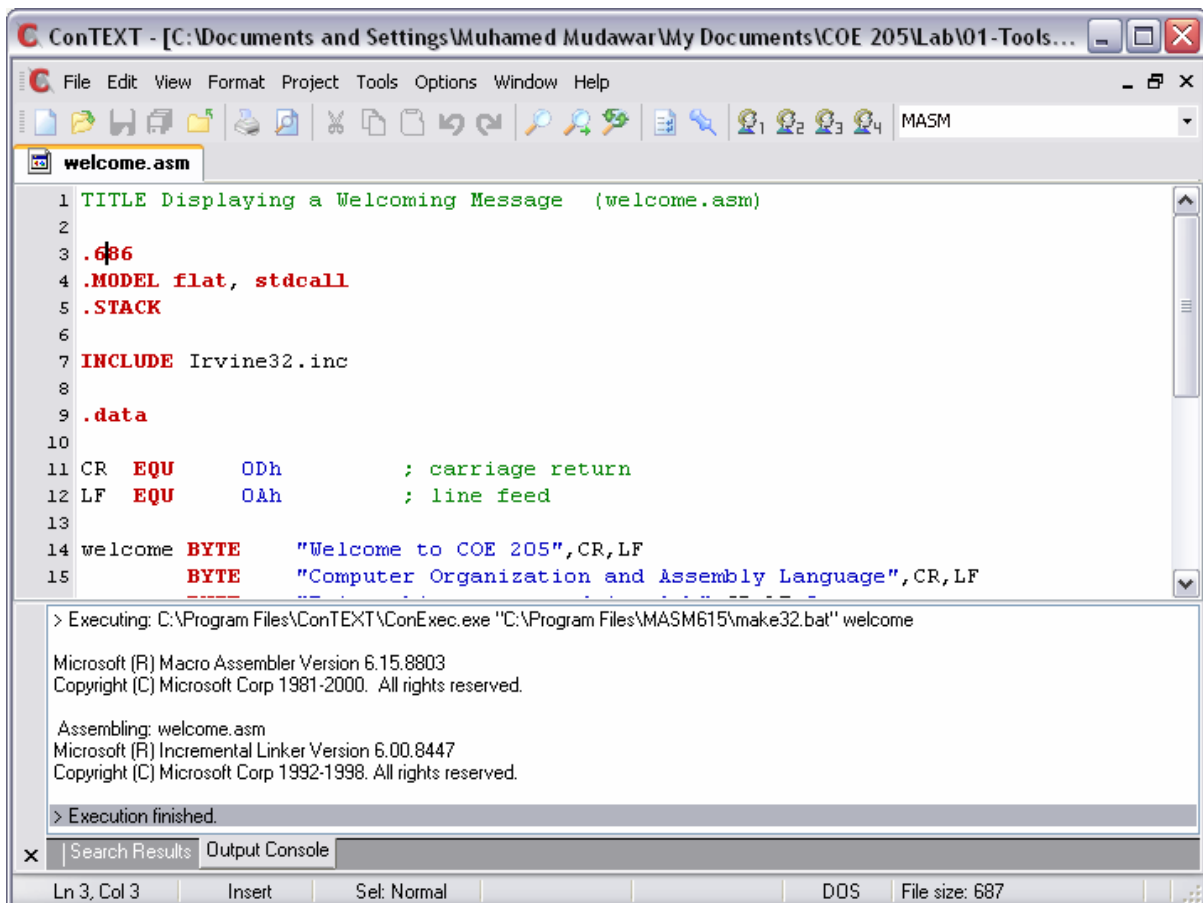 ConTEXT - [C:\Documents and Settings\Muhamed Mudawar\My Documents\COE 205\Lab\01-Tools...
File Edit View Format Project Tools Options Window Help
1 2 3 4 MASM
welcome.asm
1 TITLE Displaying a Welcoming Message (welcome.asm)
2
3 .686
4 .MODEL flat, stdcall
5 .STACK
6
7 INCLUDE Irvine32.inc
8
9 .data
10
11 CR EQU 0Dh ; carriage return
12 LF EQU 0Ah ; line feed
13
14 welcome BYTE "Welcome to COE 205",CR,LF
15 BYTE "Computer Organization and Assembly Language",CR,LF
> Executing: C:\Program Files\ConTEXT\ConExec.exe "C:\Program Files\MASM615\make32.bat" welcome
Microsoft (R) Macro Assembler Version 6.15.8803
Copyright (C) Microsoft Corp 1981-2000. All rights reserved.
Assembling: welcome.asm
Microsoft (R) Incremental Linker Version 6.00.8447
Copyright (C) Microsoft Corp 1992-1998. All rights reserved.
> Execution finished.
Search Results Output Console
Ln 3, Col 3 Insert Sel: Normal DOS File size: 687